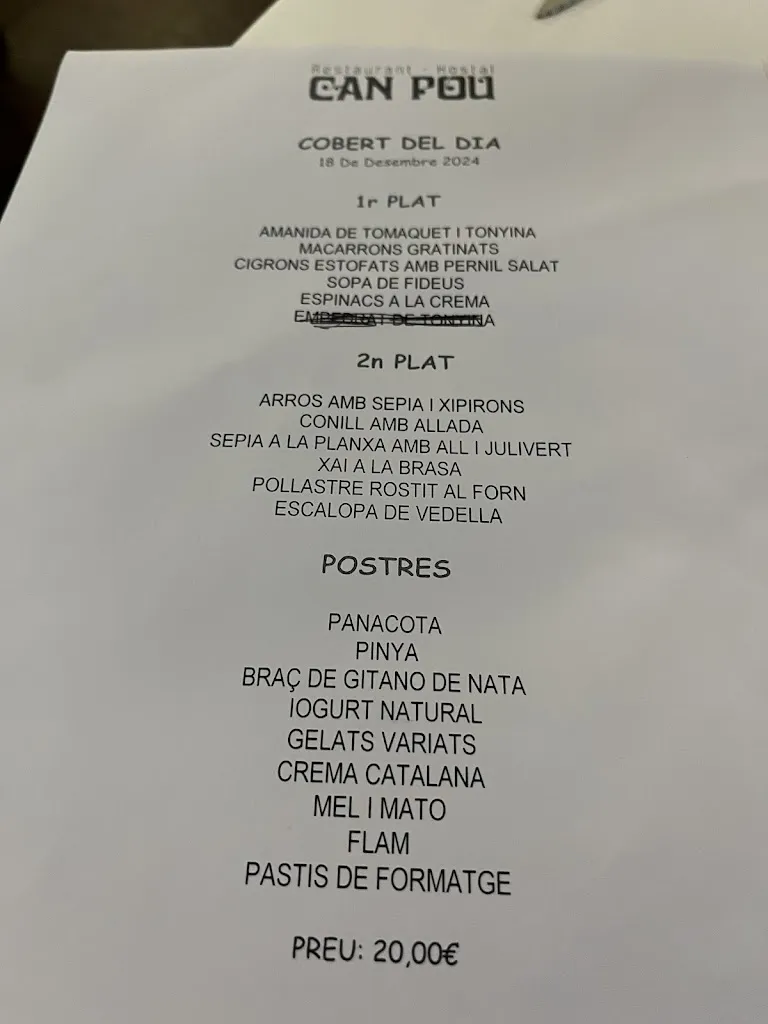 Restaurant - Hostal
CAN POU
COBERT DEL DIA
18 De Desembre 2024
1r PLAT
AMANIDA DE TOMAQUET I TONYINA
MACARRONS GRATINATS
CIGRONS ESTOFATS AMB PERNIL SALAT
SOPA DE FIDEUS
ESPINACS A LA CREMA
EMPEDRAT DE TONYINA
2n PLAT
ARROS AMB SEPIA I XIPIRONS
CONILL AMB ALLADA
SEPIA A LA PLANXA AMB ALL I JULIVERT
XAI A LA BRASA
POLLASTRE ROSTIT AL FORN
ESCALOPA DE VEDELLA
POSTRES
PANACOTA
PINYA
BRAÇ DE GITANO DE NATA
IOGURT NATURAL
GELATS VARIATS
CREMA CATALANA
MEL I MATO
FLAM
PASTIS DE FORMATGE
PREU: 20,00€